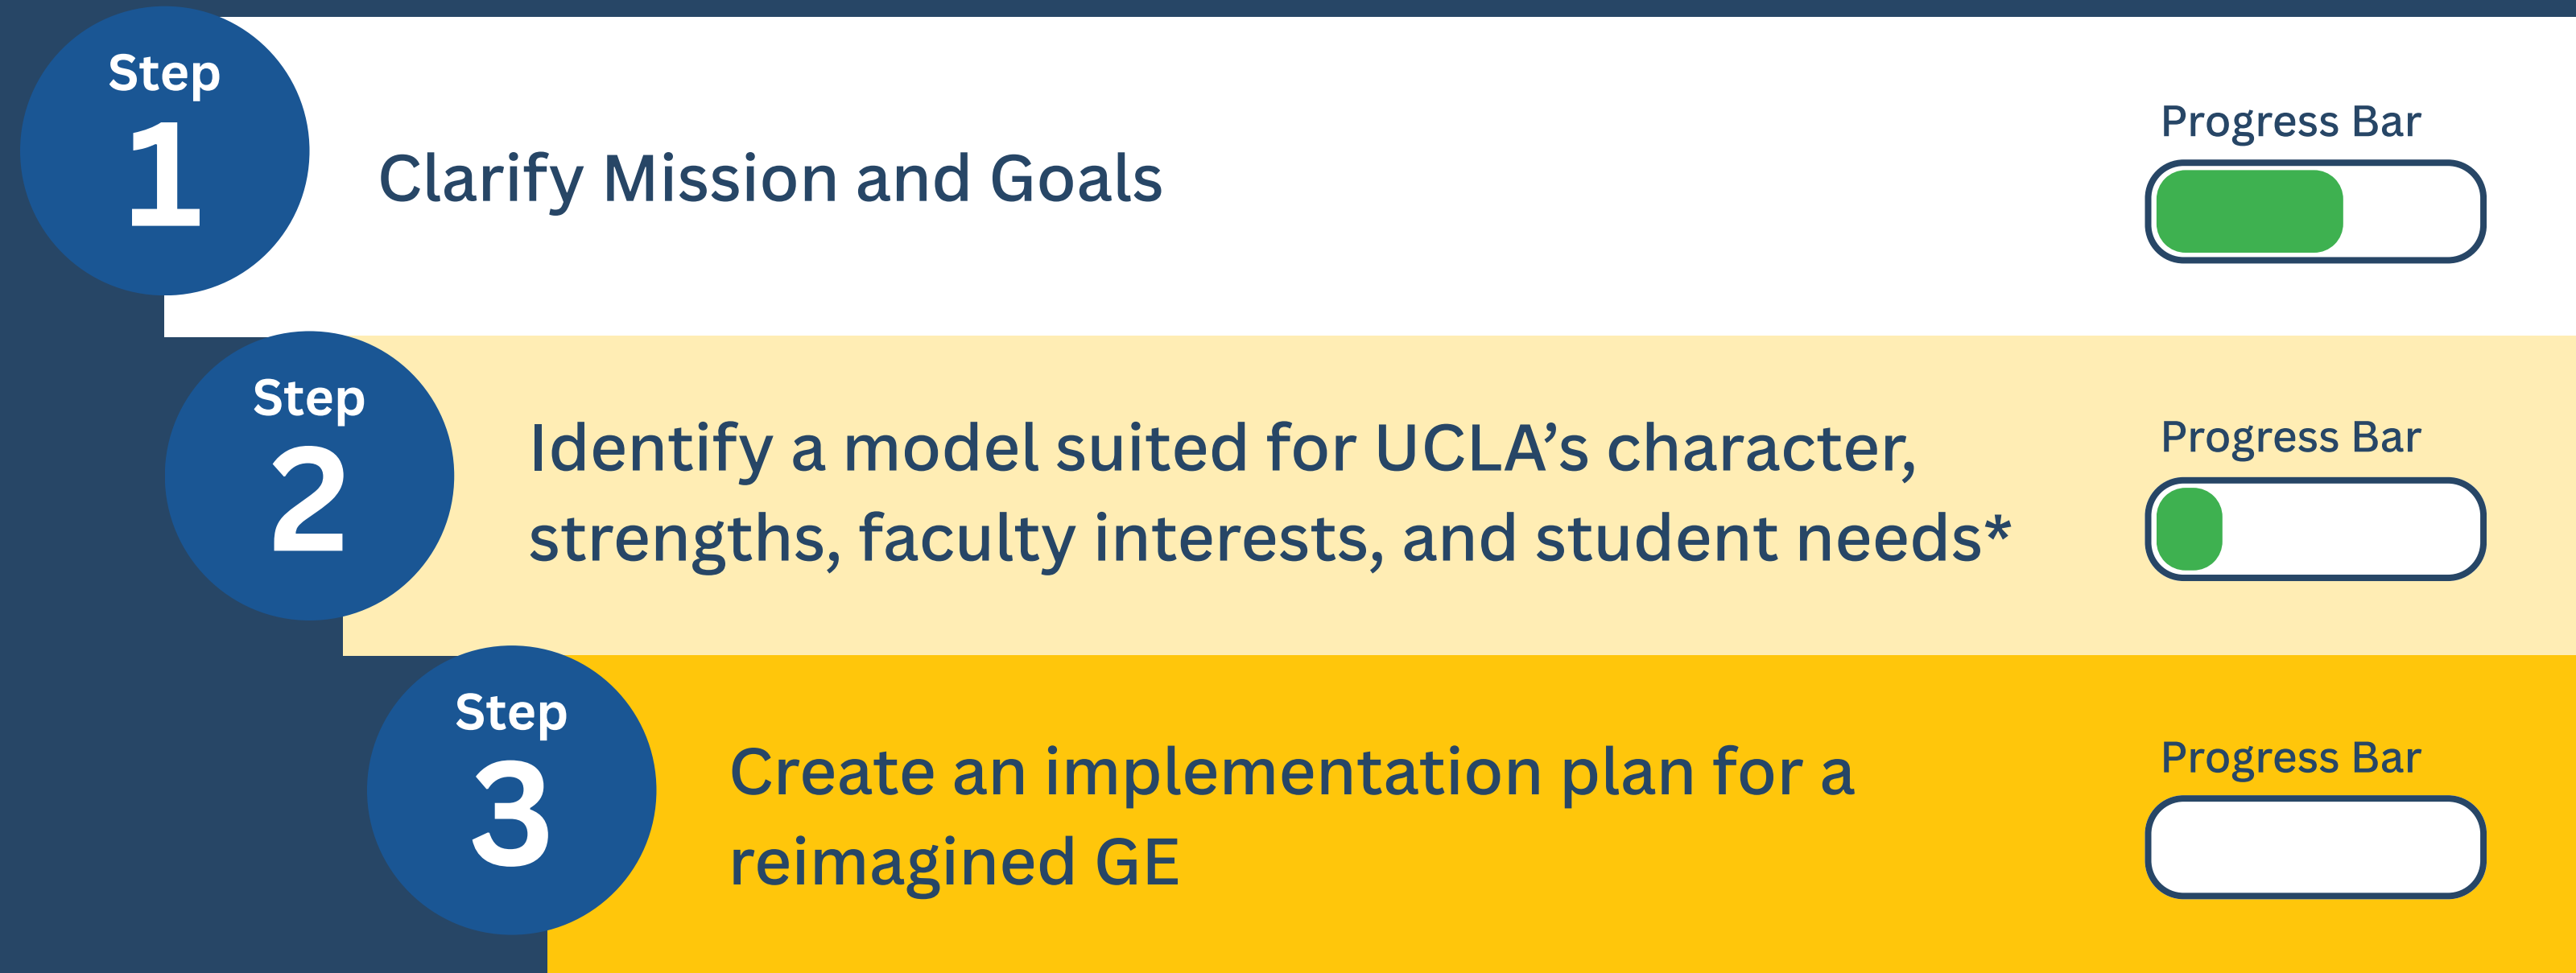 Step
1
Clarify Mission and Goals
Progress Bar
Step
2
Identify a model suited for UCLA’s character,
strengths, faculty interests, and student needs*
Progress Bar
Step
3
Create an implementation plan for a
reimagined GE
Progress Bar